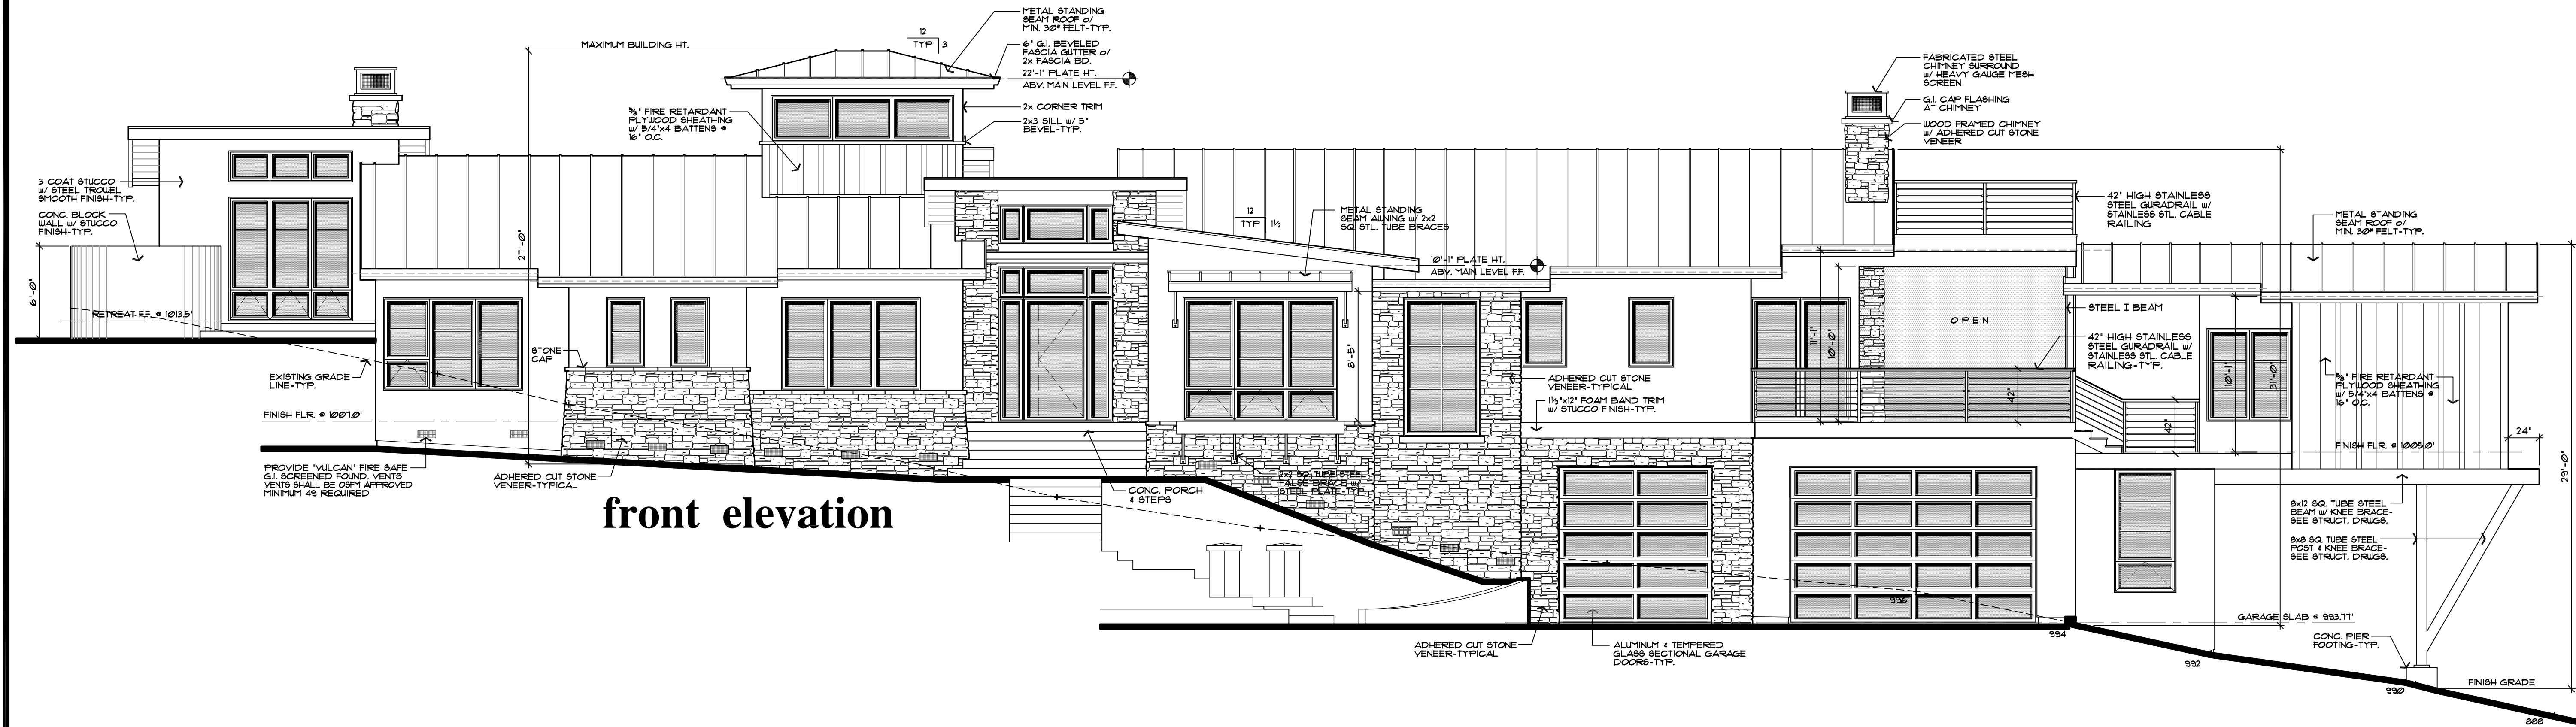 MAXIMUM BUILDING HT.
12
TYP 3
METAL STANDING
SEAM ROOF o/
MIN. 30# FELT-TYP.
6" G.I. BEVELED
FASCIA GUTTER o/
2x FASCIA BD.
22'-1" PLATE HT.
ABV. MAIN LEVEL F.F.
2x CORNER TRIM
2x3 SILL w/ 5°
BEVEL-TYP.
5/8" FIRE RETARDANT
PLYWOOD SHEATHING
w/ 5/4"x4 BATTENS @
16" O.C.
FABRICATED STEEL
CHIMNEY SURROUND
w/ HEAVY GAUGE MESH
SCREEN
G.I. CAP FLASHING
AT CHIMNEY
WOOD FRAMED CHIMNEY
w/ ADHERED CUT STONE
VENEER
3 COAT STUCCO
w/ STEEL TROWEL
SMOOTH FINISH-TYP.
CONC. BLOCK
WALL w/ STUCCO
FINISH-TYP.
6'-0"
RETREAT F.F. @ 1013.5'
27'-0"
12
TYP 1½
METAL STANDING
SEAM AWNING w/ 2x2
SQ. STL. TUBE BRACES
10'-1" PLATE HT.
ABV. MAIN LEVEL F.F.
42" HIGH STAINLESS
STEEL GURADRAIL w/
STAINLESS STL. CABLE
RAILING
METAL STANDING
SEAM ROOF o/
MIN. 30# FELT-TYP.
STEEL I BEAM
OPEN
42" HIGH STAINLESS
STEEL GURADRAIL w/
STAINLESS STL. CABLE
RAILING-TYP.
STONE
CAP
EXISTING GRADE
LINE-TYP.
8'-5"
11'-1"
10'-0"
42"
42"
10'-1"
31'-0"
5/8" FIRE RETARDANT
PLYWOOD SHEATHING
w/ 5/4"x4 BATTENS @
16" O.C.
ADHERED CUT STONE
VENEER-TYPICAL
1½"x12" FOAM BAND TRIM
w/ STUCCO FINISH-TYP.
FINISH FLR. @ 1007.0'
FINISH FLR. @ 1005.0'
24"
29'-0"
PROVIDE "VULCAN" FIRE SAFE
G.I. SCREENED FOUND. VENTS
VENTS SHALL BE OSFM APPROVED
MINIMUM 49 REQUIRED
ADHERED CUT STONE
VENEER-TYPICAL
front elevation
CONC. PORCH
& STEPS
2x2 SQ. TUBE STEEL
FALSE BRACE w/
STEEL PLATE-TYP.
8x12 SQ. TUBE STEEL
BEAM w/ KNEE BRACE-
SEE STRUCT. DRWGS.
8x8 SQ. TUBE STEEL
POST & KNEE BRACE-
SEE STRUCT. DRWGS.
996
GARAGE SLAB @ 993.77'
994
ADHERED CUT STONE
VENEER-TYPICAL
ALUMINUM & TEMPERED
GLASS SECTIONAL GARAGE
DOORS-TYP.
CONC. PIER
FOOTING-TYP.
992
990
FINISH GRADE
888